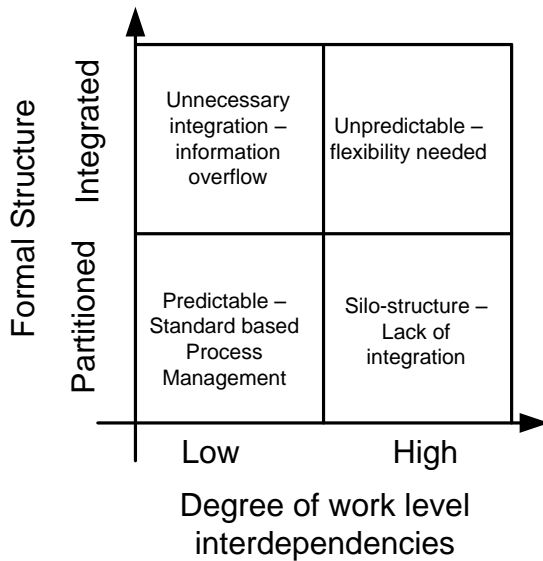 Formal Structure
Integrated
Partitioned
Unnecessary
integration –
information
overflow
Unpredictable –
flexibility needed
Predictable –
Standard based
Process
Management
Silo-structure –
Lack of
integration
Low
High
Degree of work level
interdependencies